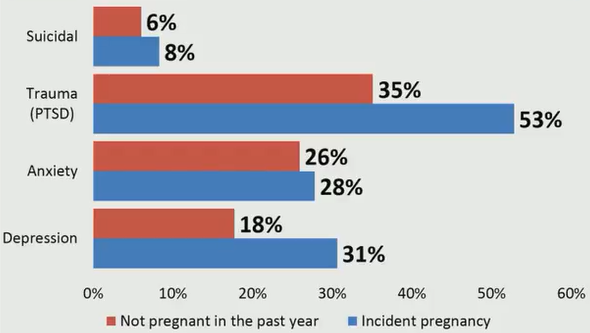 Suicidal
6%
8%
Trauma
(PTSD)
35%
53%
Anxiety
26%
28%
Depression
18%
31%
0% 10% 20% 30% 40% 50% 60%
Not pregnant in the past year Incident pregnancy